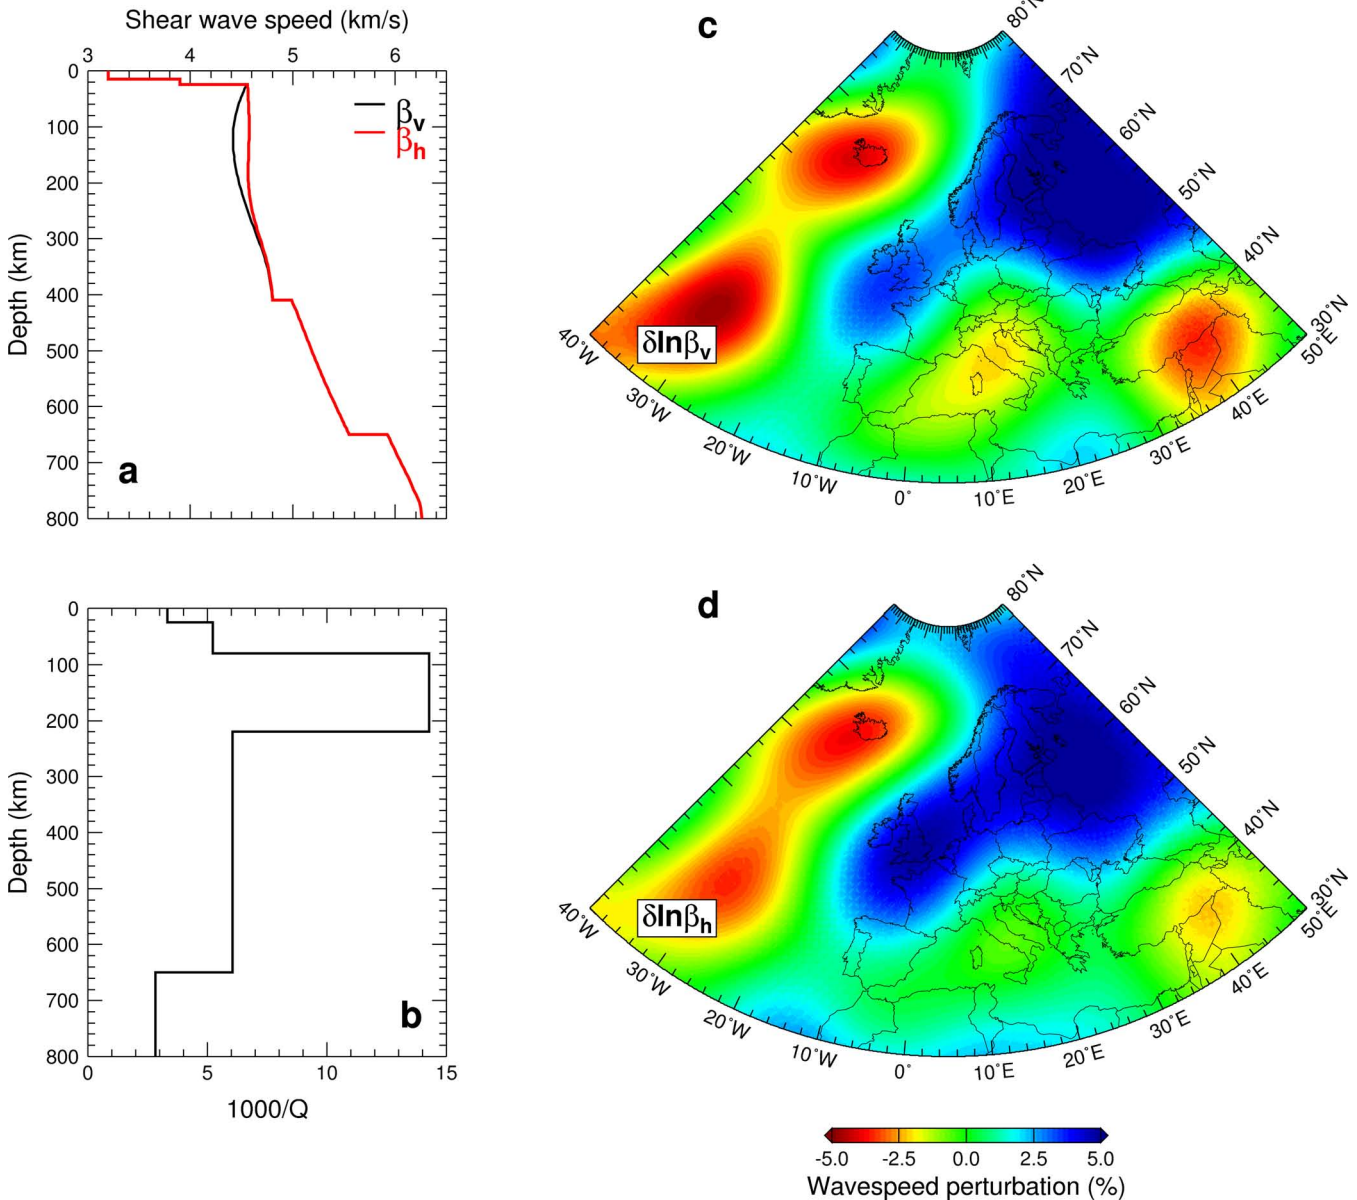 Shear wave speed (km/s)
3 4 5 6
0
100
200
300
400
500
600
700
800
Depth (km)
βv
βh
a
0
100
200
300
400
500
600
700
800
Depth (km)
b
0 5 10 15
1000/Q
c
80˚N
70˚N
60˚N
50˚N
40˚N
30˚N
50˚E
40˚E
30˚E
20˚E
10˚E
0˚
10˚W
20˚W
30˚W
40˚W
δlnβv
d
80˚N
70˚N
60˚N
50˚N
40˚N
30˚N
50˚E
40˚E
30˚E
20˚E
10˚E
0˚
10˚W
20˚W
30˚W
40˚W
δlnβh
-5.0 -2.5 0.0 2.5 5.0
Wavespeed perturbation (%)